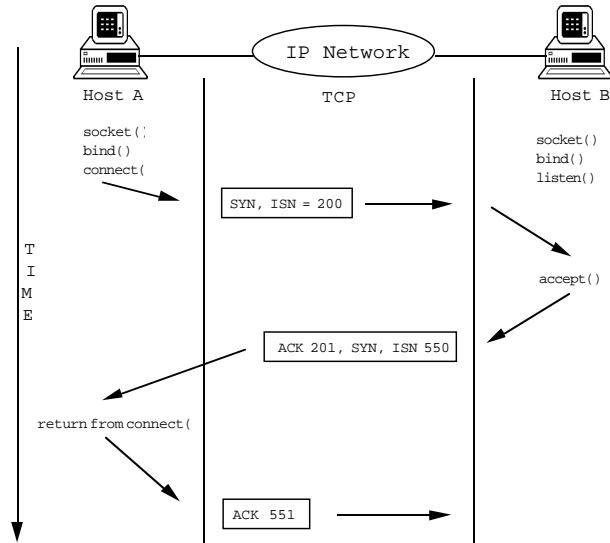 IP Network
Host A
TCP
Host B
socket()
bind()
connect(
socket()
bind()
listen()
SYN, ISN = 200
T
I
M
E
accept()
ACK 201, SYN, ISN 550
return from connect(
ACK 551